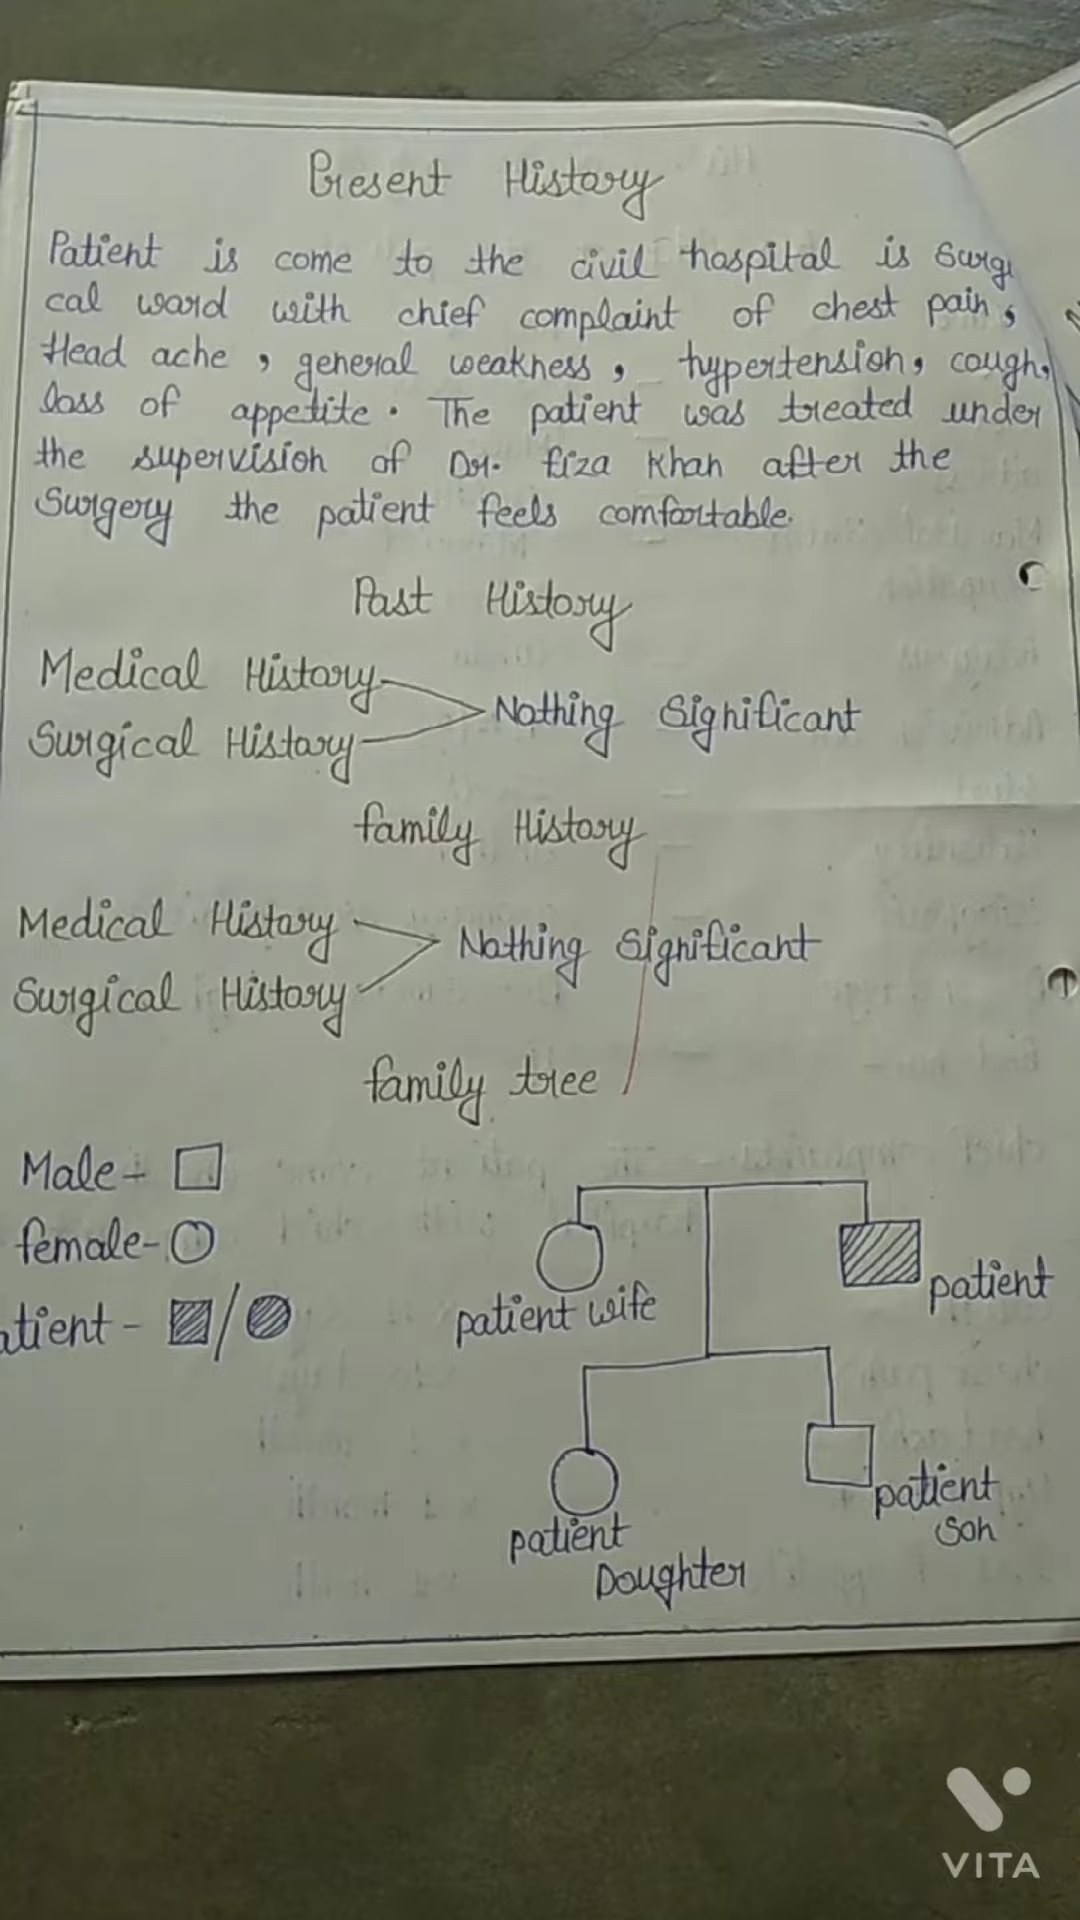 Present History
Patient is come to the civil hospital is Surgi
cal ward with chief complaint of chest pain,
Head ache, general weakness, hypertension, cough,
loss of appetite. The patient was treated under
the supervision of Dr. fiza Khan after the
Surgery the patient feels comfortable.
Past History
Medical History
Nothing Significant
Surgical History
family History
Medical History
Nothing Significant
Surgical History
family tree
Male-
female-
atient - /
patient wife
patient
patient
Doughter
patient
Son
VITA